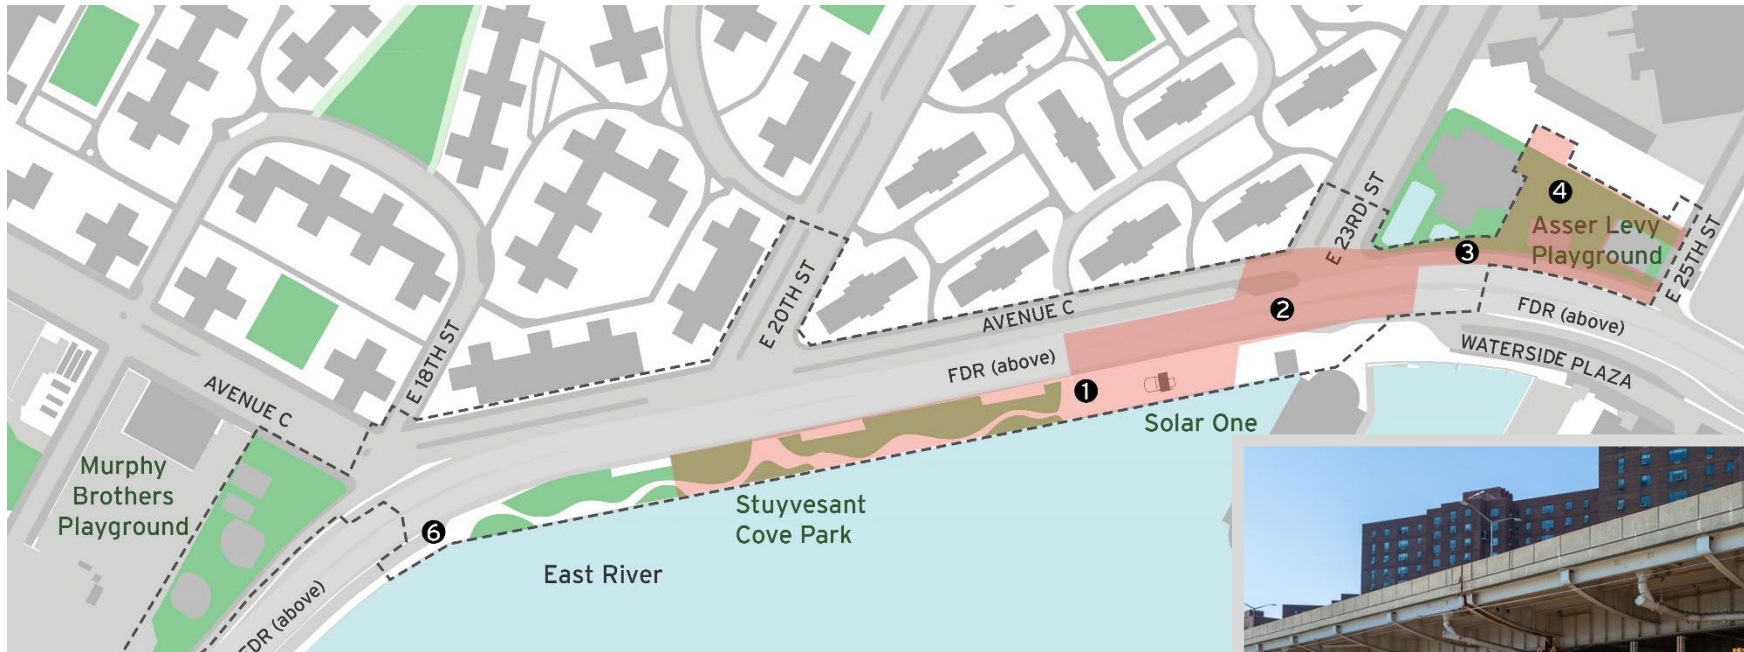 E 23RD ST
4
Asser Levy
Playground
3
E 25TH ST
E 20TH ST
AVENUE C
2
FDR (above)
FDR (above)
WATERSIDE PLAZA
E 18TH ST
AVENUE C
1
Solar One
Murphy
Brothers
Playground
Stuyvesant
Cove Park
6
East River
FDR (above)